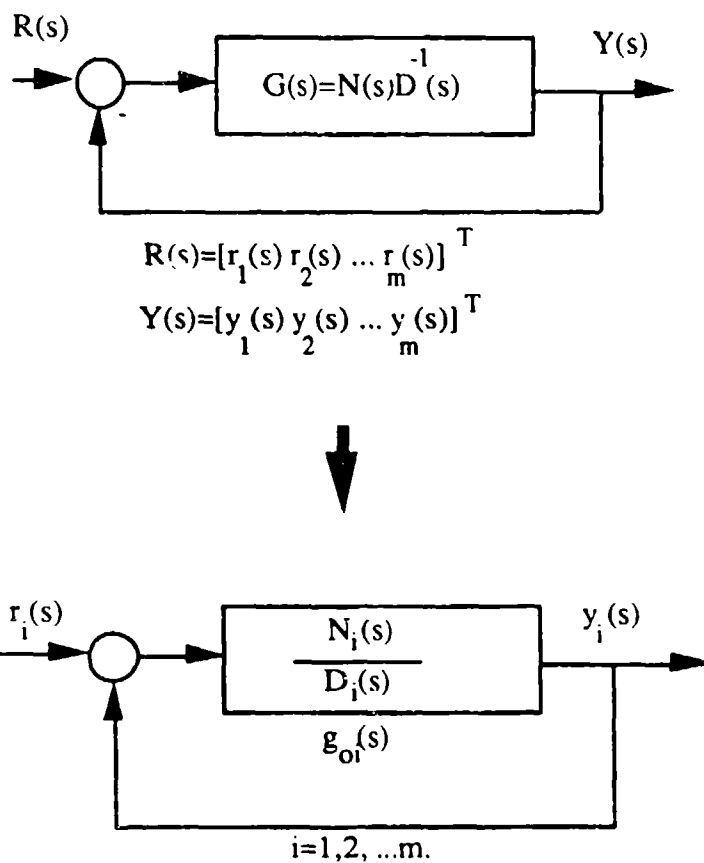 R(s)
Y(s)
G(s)=N(s)D⁻¹(s)
-
R(s)=[r₁(s) r₂(s) ... rₘ(s)]ᵀ
Y(s)=[y₁(s) y₂(s) ... yₘ(s)]ᵀ
rᵢ(s)
Nᵢ(s)
Dᵢ(s)
yᵢ(s)
gₒᵢ(s)
i=1,2, ...m.